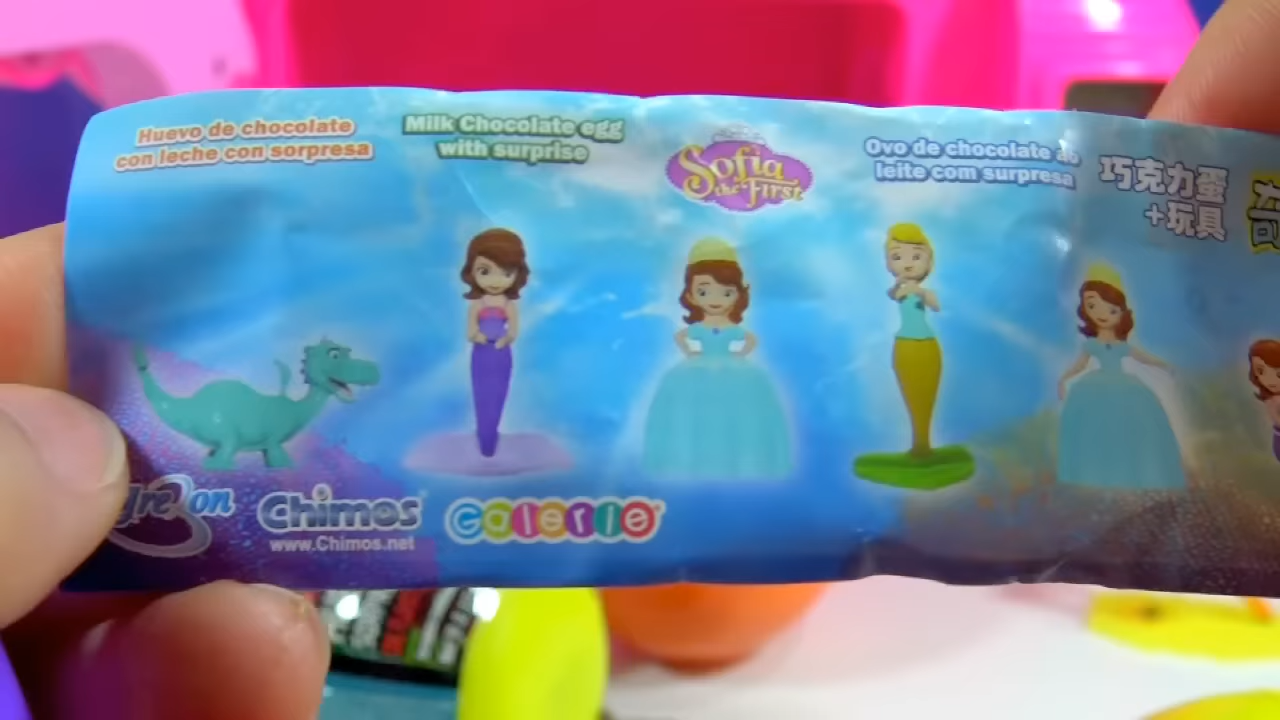 Huevo de chocolate
con leche con sorpresa
Milk Chocolate egg
with surprise
Sofia
the First
Ovo de chocolate ao
leite com surpresa
巧克力蛋
+玩具
奇
Chimos
www.Chimos.net
Galerie